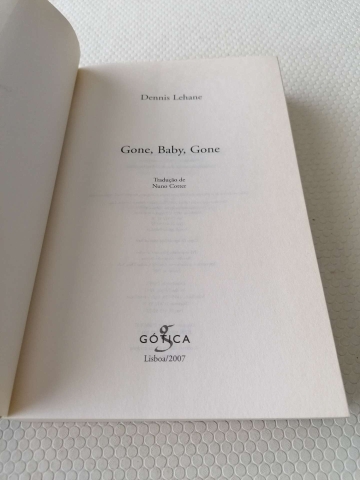 Dennis Lehane
Gone, Baby, Gone
Tradução de
Nuno Cotter
GÓTICA
Lisboa/2007